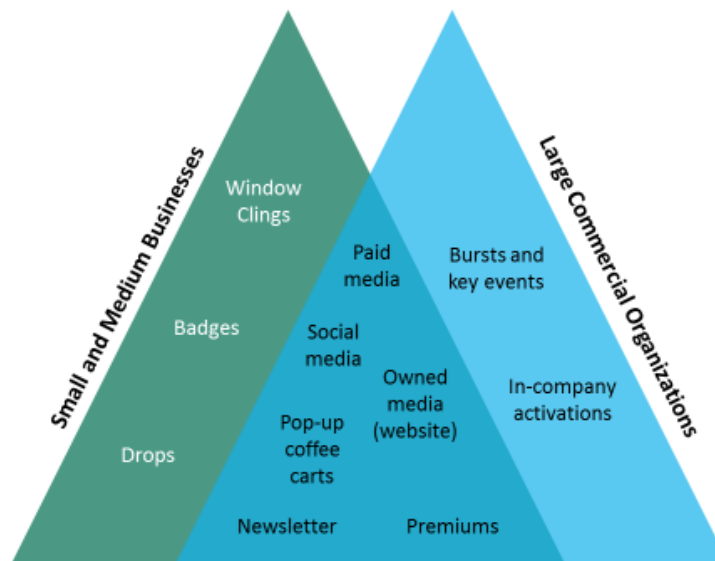 Small and Medium Businesses
Large Commercial Organizations
Window
Clings
Badges
Drops
Paid
media
Social
media
Owned
media
(website)
Pop-up
coffee
carts
Newsletter
Premiums
Bursts and
key events
In-company
activations